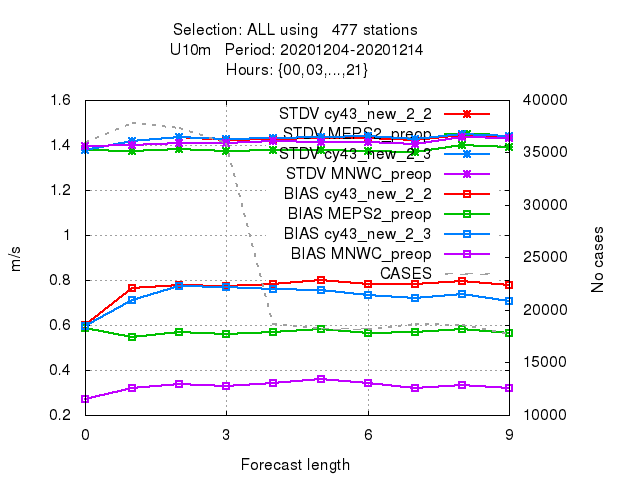 Selection: ALL using   477 stations
U10m   Period: 20201204-20201214
Hours: {00,03,...,21}
1.6
1.4
1.2
1
0.8
0.6
0.4
0.2
m/s
40000
35000
30000
25000
20000
15000
10000
No cases
STDV cy43_new_2_2
STDV MEPS2_preop
STDV cy43_new_2_3
STDV MNWC_preop
BIAS cy43_new_2_2
BIAS MEPS2_preop
BIAS cy43_new_2_3
BIAS MNWC_preop
CASES
0 3 6 9
Forecast length